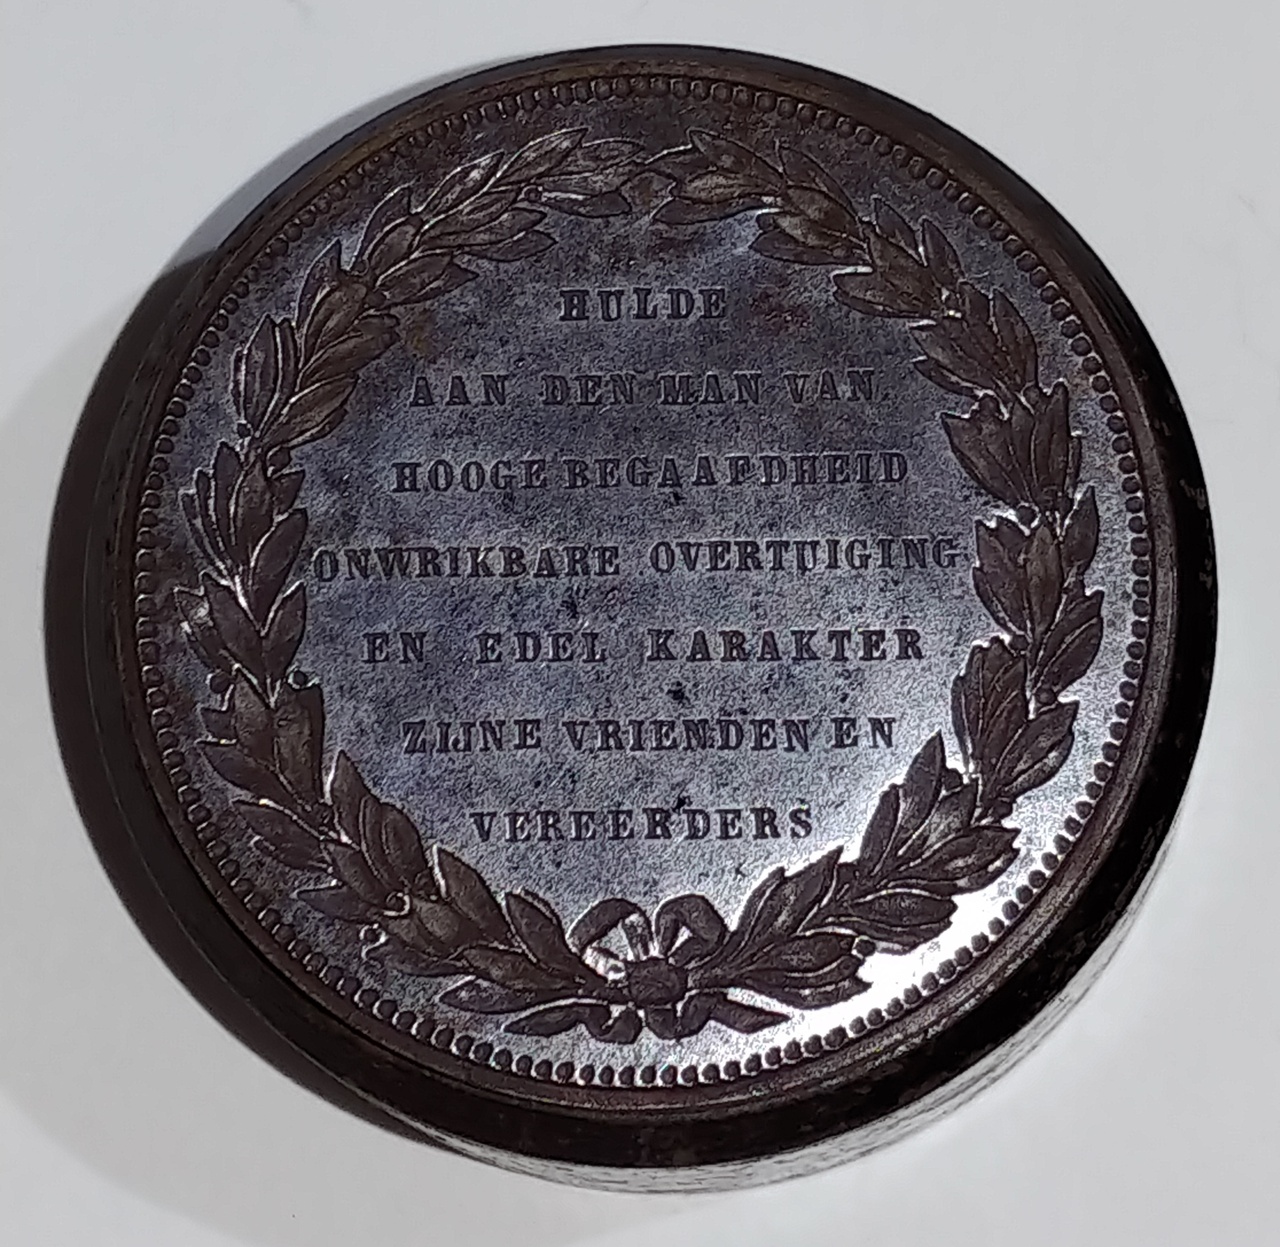 HULDE
AAN DEN MAN VAN
HOOGE BEGAAFDHEID
ONWRIKBARE OVERTUIGING
EN EDEL KARAKTER
ZIJNE VRIENDEN EN
VEREERDERS